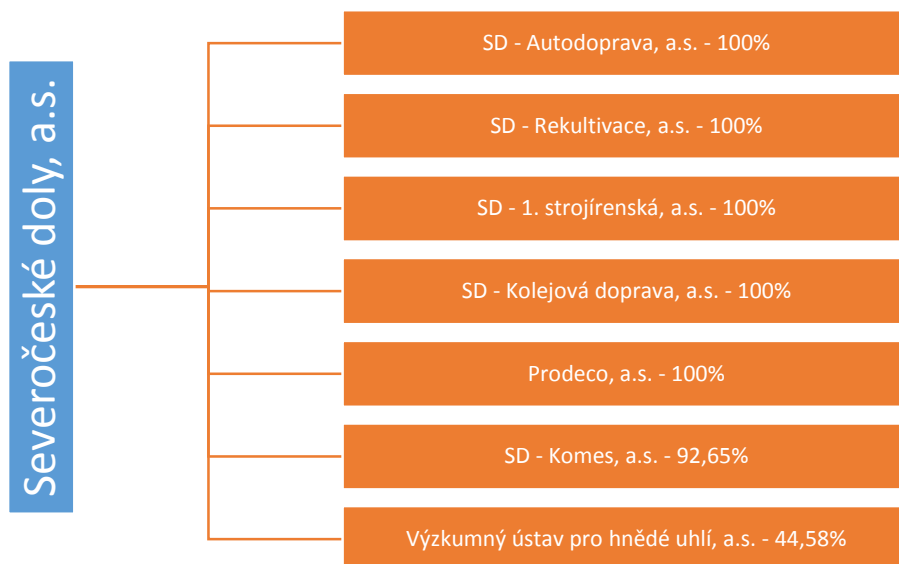 Severočeské doly, a.s.
SD - Autodoprava, a.s. - 100%
SD - Rekultivace, a.s. - 100%
SD - 1. strojírenská, a.s. - 100%
SD - Kolejová doprava, a.s. - 100%
Prodeco, a.s. - 100%
SD - Komes, a.s. - 92,65%
Výzkumný ústav pro hnědé uhlí, a.s. - 44,58%